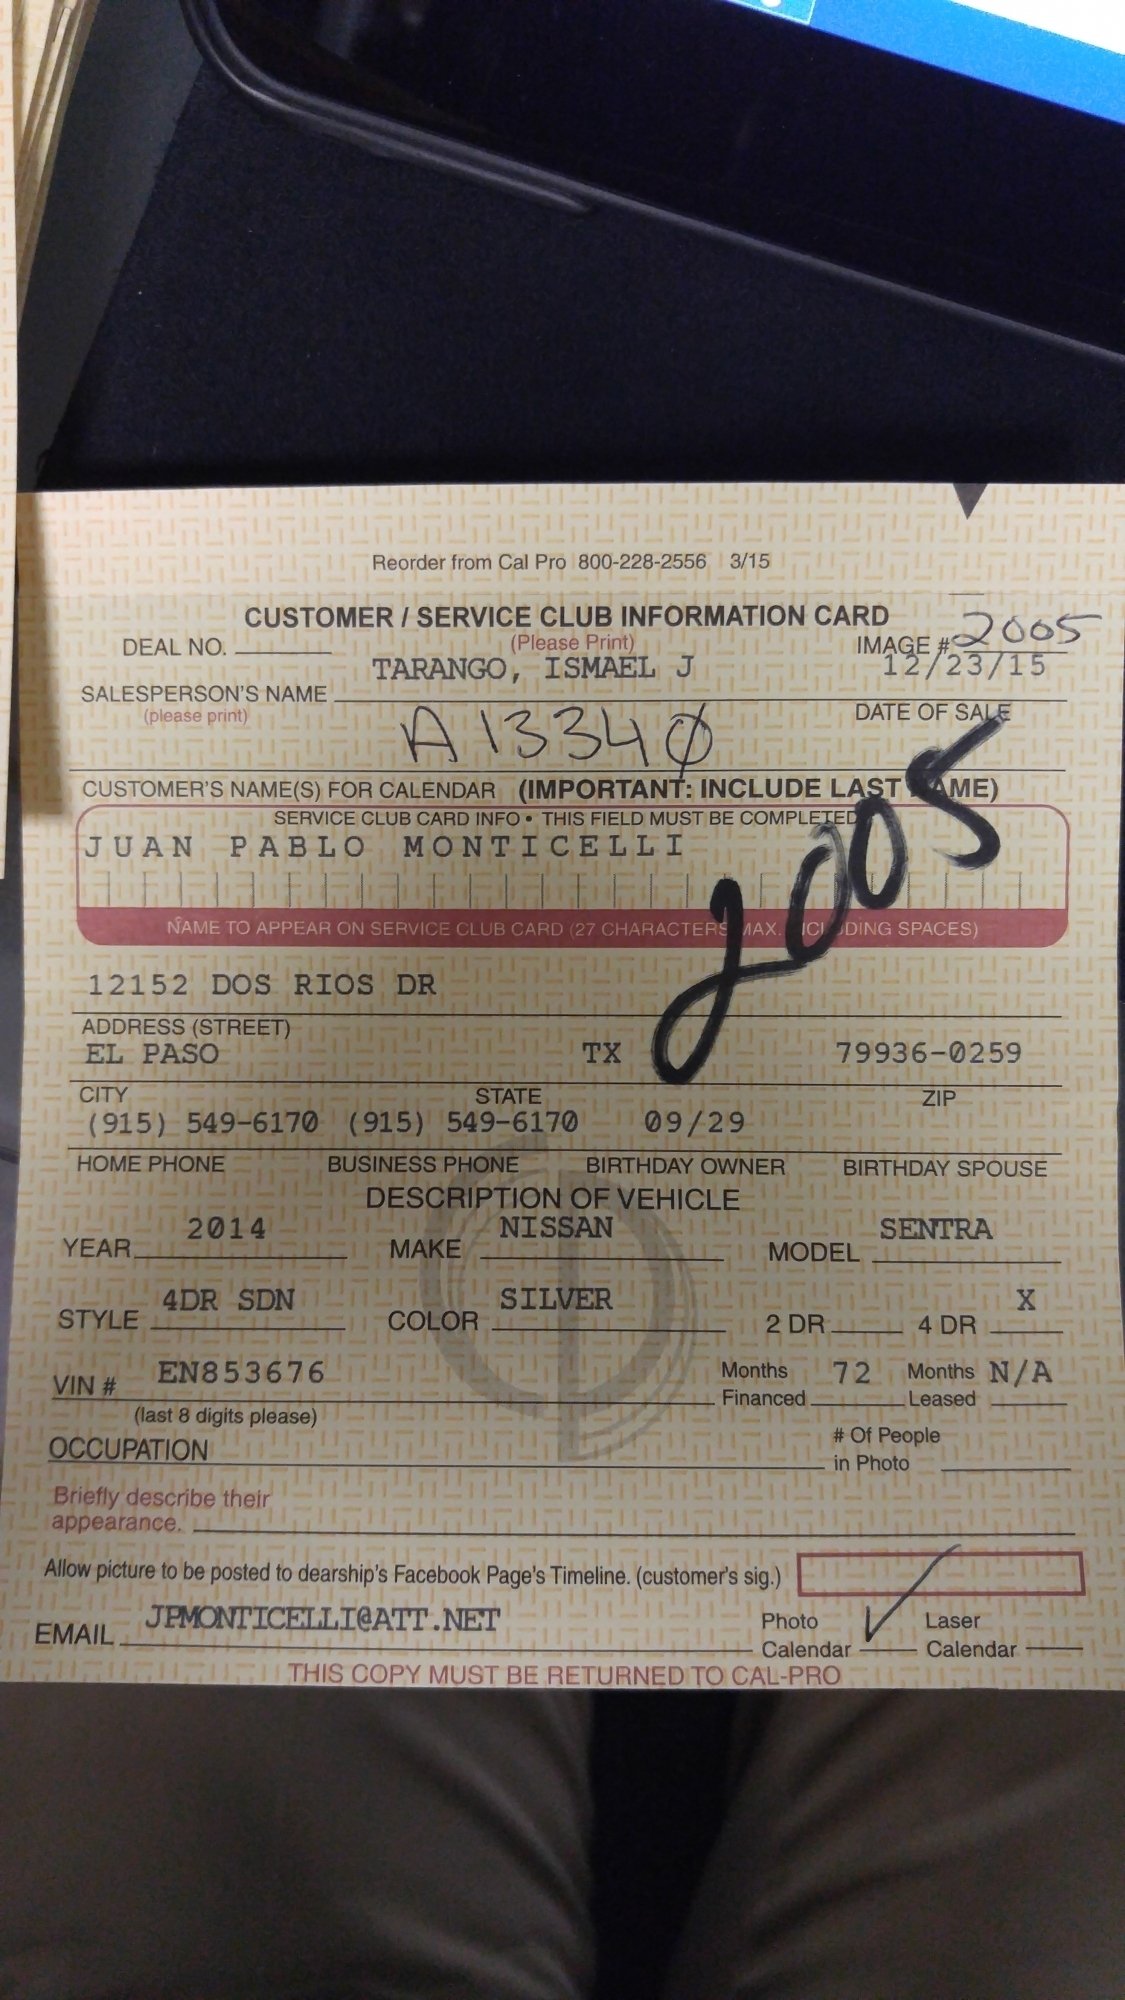 Reorder from Cal Pro 800-228-2556 3/15
CUSTOMER / SERVICE CLUB INFORMATION CARD
DEAL NO. (Please Print) IMAGE # 2005
TARANGO, ISMAEL J 12/23/15
SALESPERSON'S NAME
(please print) DATE OF SALE
A13340
CUSTOMER'S NAME(S) FOR CALENDAR (IMPORTANT: INCLUDE LAST NAME)
2005
SERVICE CLUB CARD INFO • THIS FIELD MUST BE COMPLETED
JUAN PABLO MONTICELLI
NAME TO APPEAR ON SERVICE CLUB CARD (27 CHARACTERS MAX. INCLUDING SPACES)
12152 DOS RIOS DR
ADDRESS (STREET)
EL PASO TX 79936-0259
CITY STATE ZIP
(915) 549-6170 (915) 549-6170 09/29
HOME PHONE BUSINESS PHONE BIRTHDAY OWNER BIRTHDAY SPOUSE
DESCRIPTION OF VEHICLE
YEAR 2014 MAKE NISSAN MODEL SENTRA
STYLE 4DR SDN COLOR SILVER 2 DR 4 DR X
VIN # EN853676 Months Financed 72 Months Leased N/A
(last 8 digits please)
OCCUPATION # Of People in Photo
Briefly describe their
appearance.
Allow picture to be posted to dearship's Facebook Page's Timeline. (customer's sig.)
EMAIL JPMONTICELLI@ATT.NET Photo Calendar ✓ Laser Calendar
THIS COPY MUST BE RETURNED TO CAL-PRO